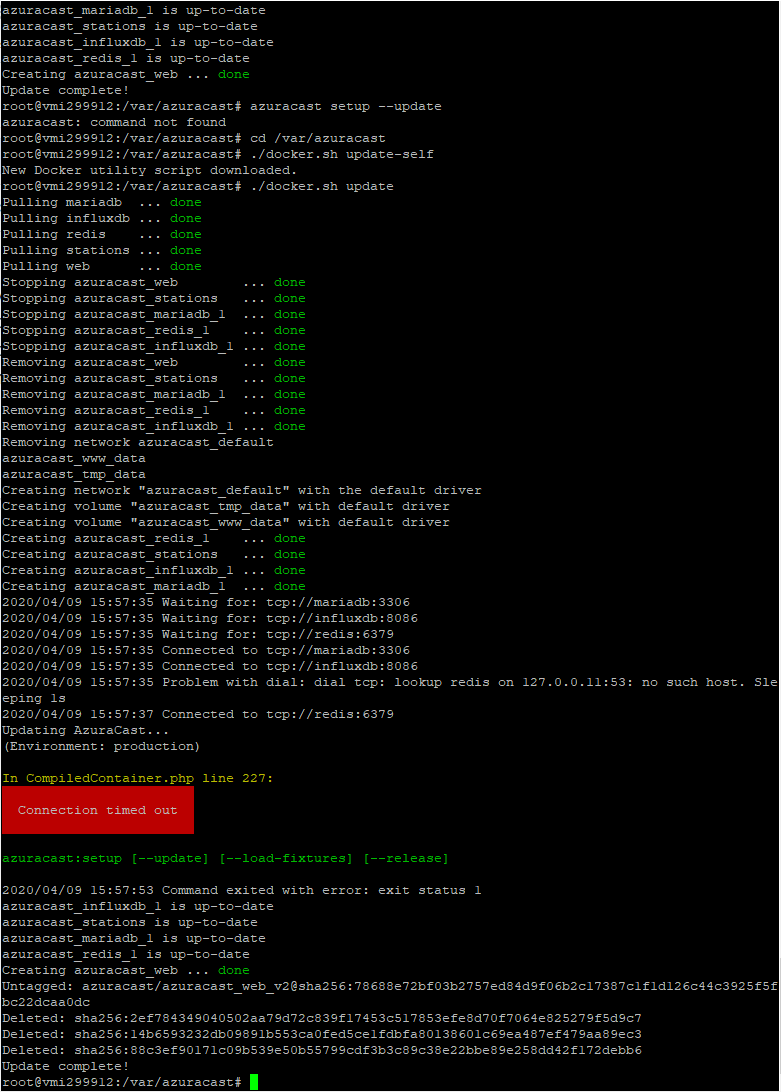 azuracast_mariadb_1 is up-to-date
azuracast_stations is up-to-date
azuracast_influxdb_1 is up-to-date
azuracast_redis_1 is up-to-date
Creating azuracast_web ... done
Update complete!
root@vmi299912:/var/azuracast# azuracast setup --update
azuracast: command not found
root@vmi299912:/var/azuracast# cd /var/azuracast
root@vmi299912:/var/azuracast# ./docker.sh update-self
New Docker utility script downloaded.
root@vmi299912:/var/azuracast# ./docker.sh update
Pulling mariadb  ... done
Pulling influxdb ... done
Pulling redis    ... done
Pulling stations ... done
Pulling web      ... done
Stopping azuracast_web        ... done
Stopping azuracast_stations   ... done
Stopping azuracast_mariadb_1  ... done
Stopping azuracast_redis_1    ... done
Stopping azuracast_influxdb_1 ... done
Removing azuracast_web        ... done
Removing azuracast_stations   ... done
Removing azuracast_mariadb_1  ... done
Removing azuracast_redis_1    ... done
Removing azuracast_influxdb_1 ... done
Removing network azuracast_default
azuracast_www_data
azuracast_tmp_data
Creating network "azuracast_default" with the default driver
Creating volume "azuracast_tmp_data" with default driver
Creating volume "azuracast_www_data" with default driver
Creating azuracast_redis_1    ... done
Creating azuracast_stations   ... done
Creating azuracast_influxdb_1 ... done
Creating azuracast_mariadb_1  ... done
2020/04/09 15:57:35 Waiting for: tcp://mariadb:3306
2020/04/09 15:57:35 Waiting for: tcp://influxdb:8086
2020/04/09 15:57:35 Waiting for: tcp://redis:6379
2020/04/09 15:57:35 Connected to tcp://mariadb:3306
2020/04/09 15:57:35 Connected to tcp://influxdb:8086
2020/04/09 15:57:35 Problem with dial: dial tcp: lookup redis on 127.0.0.11:53: no such host. Sle
eping 1s
2020/04/09 15:57:37 Connected to tcp://redis:6379
Updating AzuraCast...
(Environment: production)
In CompiledContainer.php line 227:
Connection timed out
azuracast:setup [--update] [--load-fixtures] [--release]
2020/04/09 15:57:53 Command exited with error: exit status 1
azuracast_influxdb_1 is up-to-date
azuracast_stations is up-to-date
azuracast_mariadb_1 is up-to-date
azuracast_redis_1 is up-to-date
Creating azuracast_web ... done
Untagged: azuracast/azuracast_web_v2@sha256:78688e72bf03b2757ed84d9f06b2c17387c1f1d126c44c3925f5f
bc22dcaa0dc
Deleted: sha256:2ef784349040502aa79d72c839f17453c517853efe8d70f7064e825279f5d9c7
Deleted: sha256:14b6593232db09891b553ca0fed5ce1fdbfa80138601c69ea487ef479aa89ec3
Deleted: sha256:88c3ef90171c09b539e50b55799cdf3b3c89c38e22bbe89e258dd42f172debb6
Update complete!
root@vmi299912:/var/azuracast#